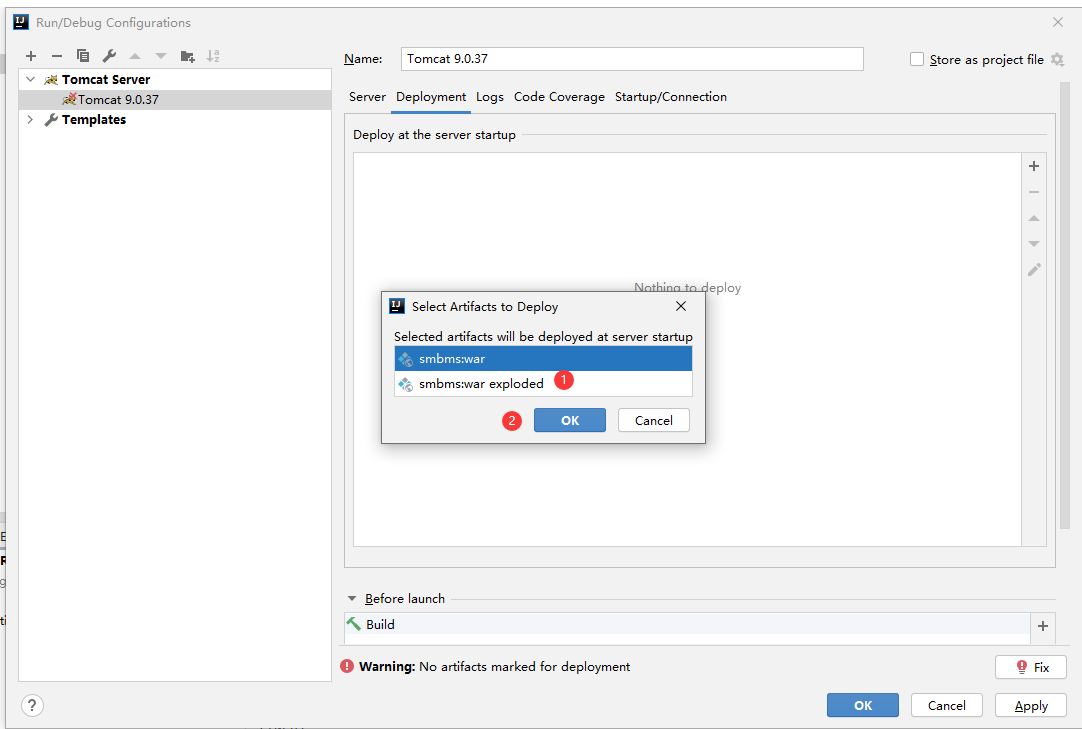 Run/Debug Configurations
Name: Tomcat 9.0.37 Store as project file
Tomcat Server
Tomcat 9.0.37
Templates
Server Deployment Logs Code Coverage Startup/Connection
Deploy at the server startup
Nothing to deploy
Select Artifacts to Deploy
Selected artifacts will be deployed at server startup
smbms:war
smbms:war exploded 1
2 OK Cancel
Before launch
Build
Warning: No artifacts marked for deployment Fix
? OK Cancel Apply